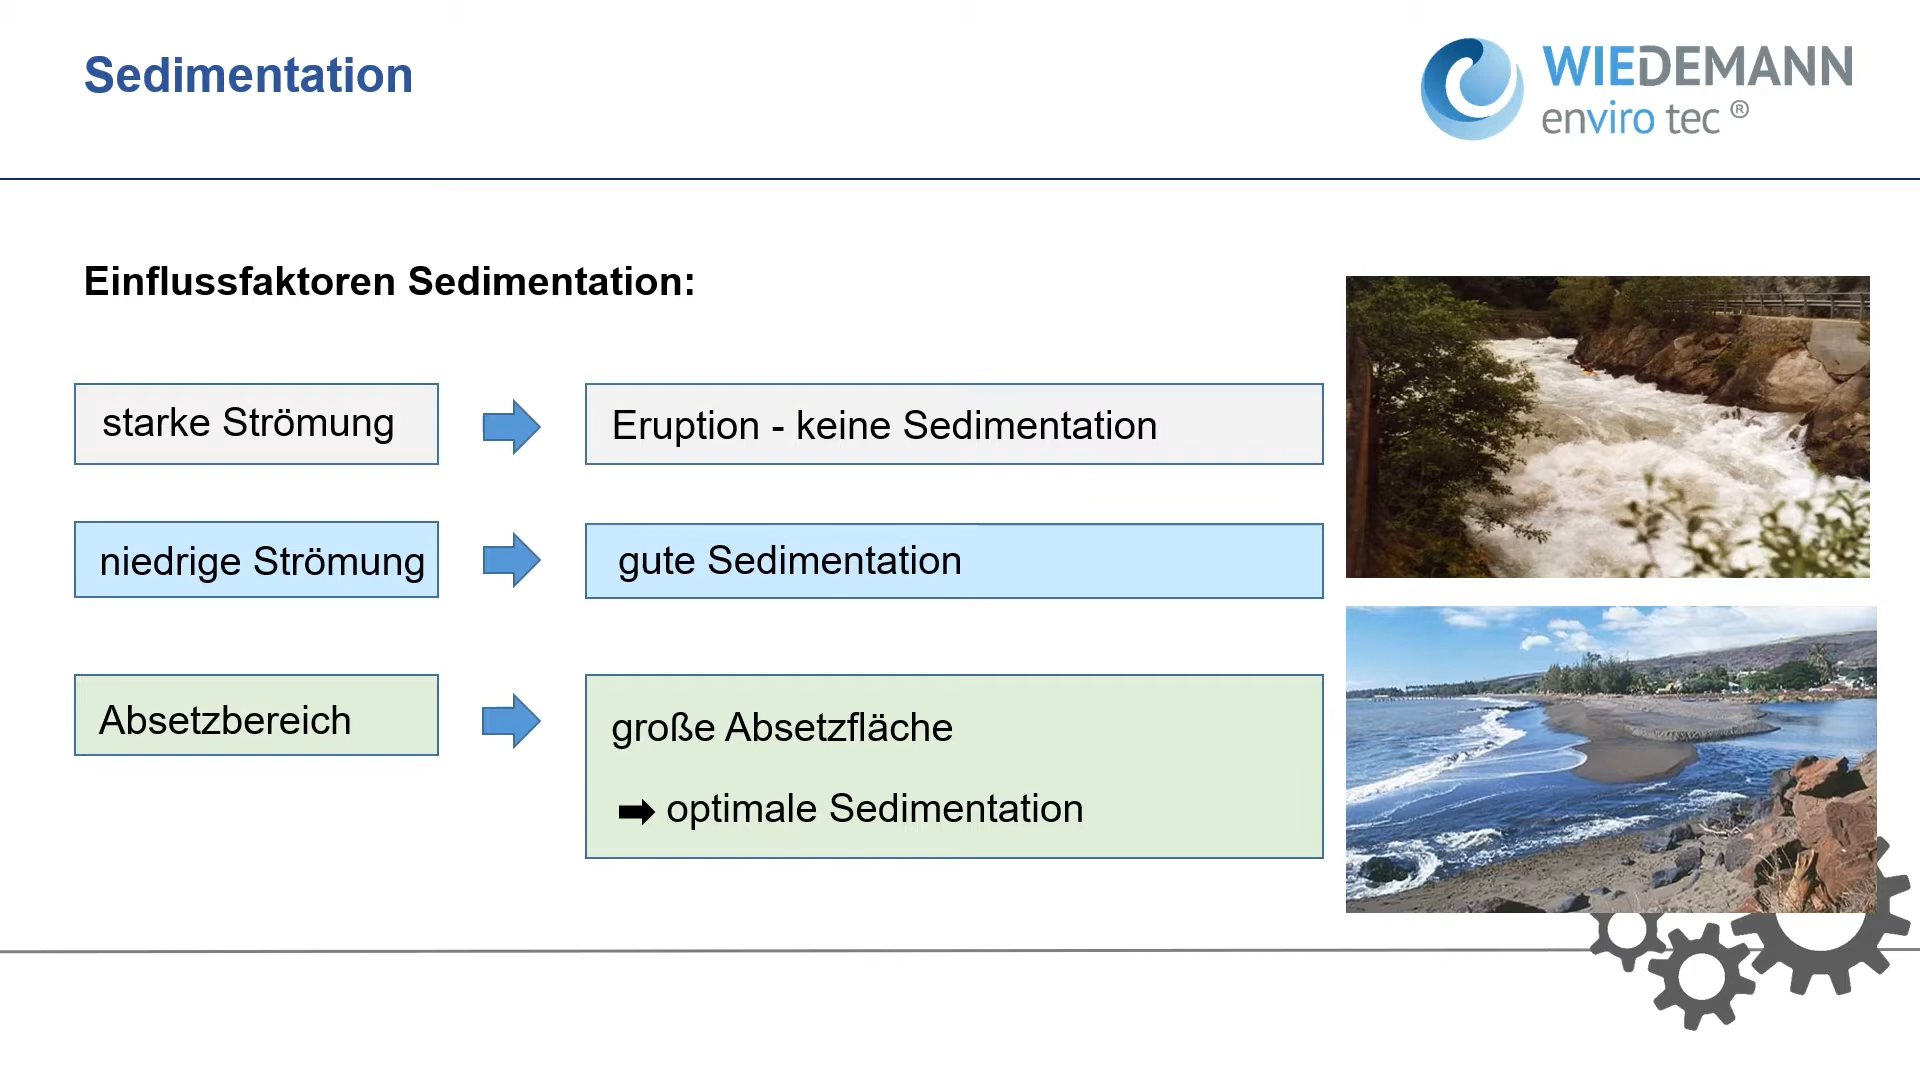 Sedimentation
WIEDEMANN
enviro tec ®
Einflussfaktoren Sedimentation:
starke Strömung
Eruption - keine Sedimentation
niedrige Strömung
gute Sedimentation
Absetzbereich
große Absetzfläche
➡ optimale Sedimentation